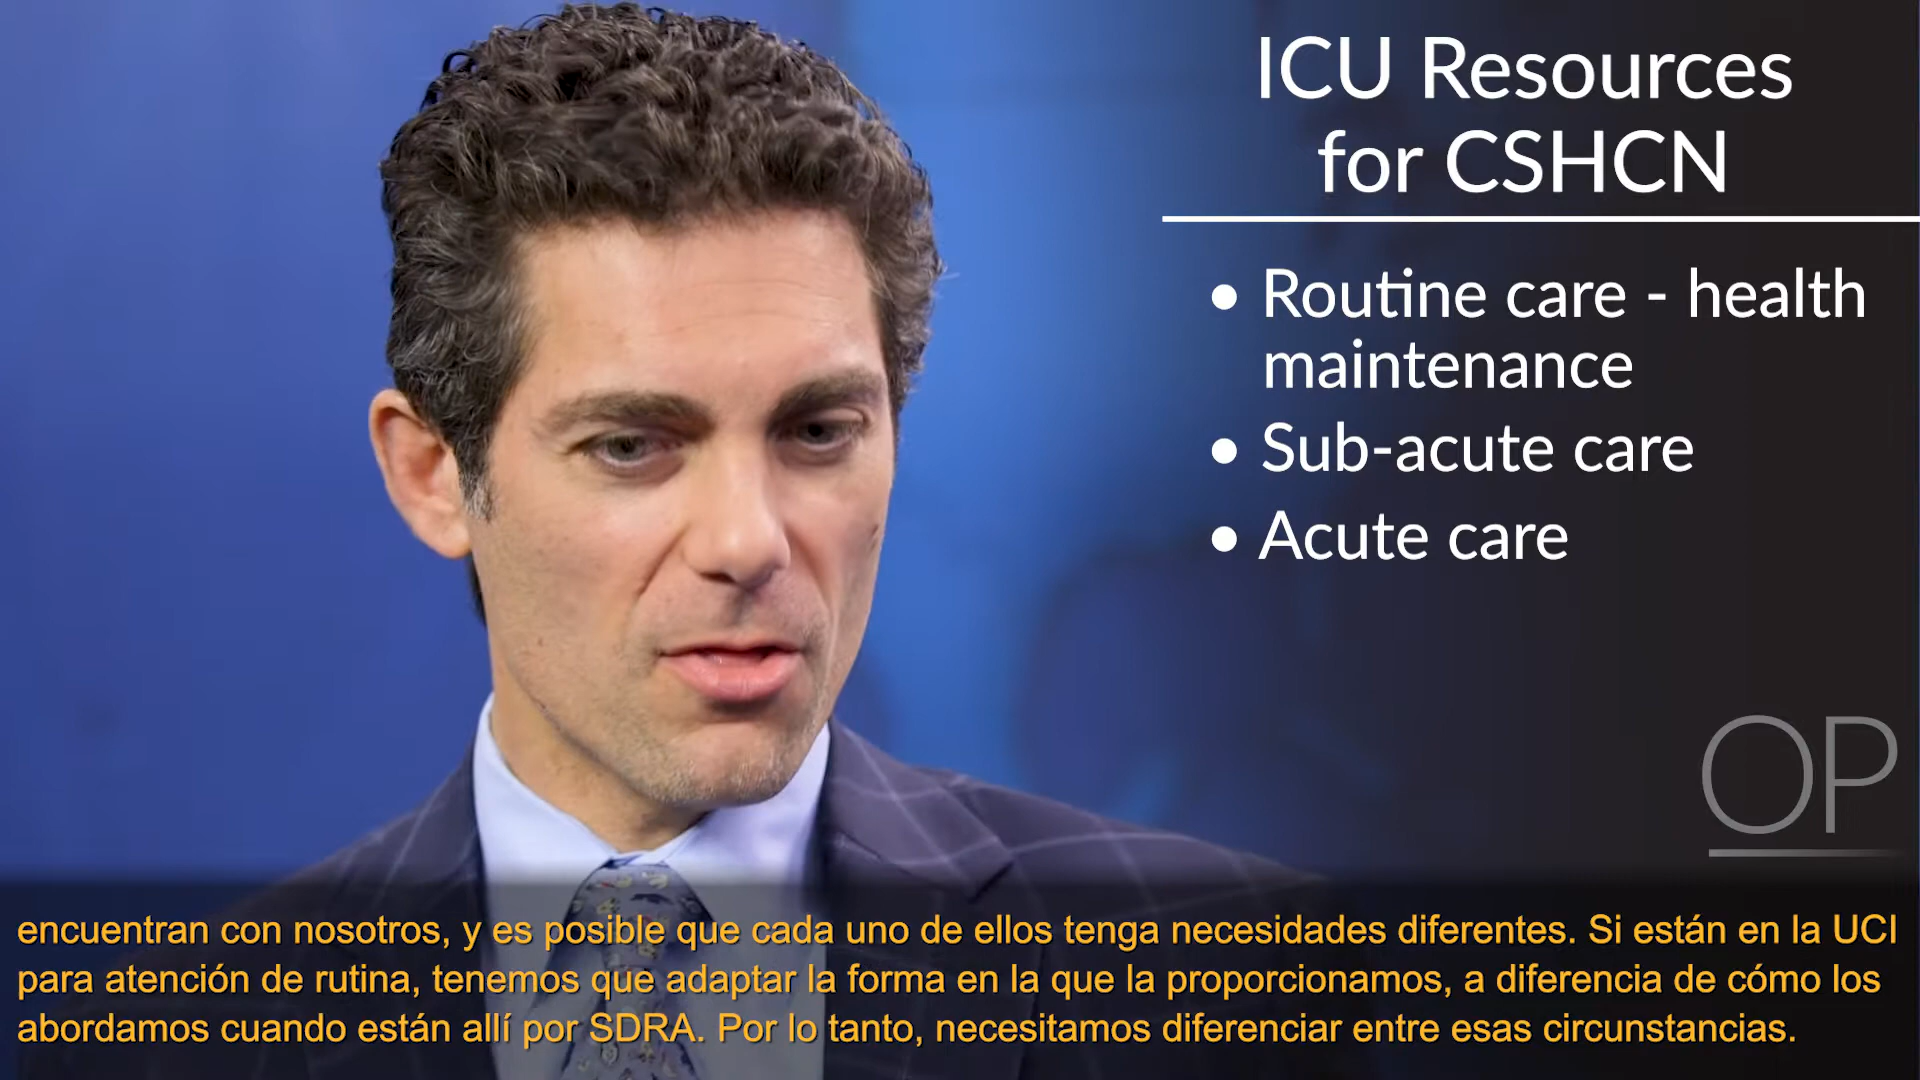 ICU Resources
for CSHCN
• Routine care - health
maintenance
• Sub-acute care
• Acute care
OP
encuentran con nosotros, y es posible que cada uno de ellos tenga necesidades diferentes. Si están en la UCI
para atención de rutina, tenemos que adaptar la forma en la que la proporcionamos, a diferencia de cómo los
abordamos cuando están allí por SDRA. Por lo tanto, necesitamos diferenciar entre esas circunstancias.